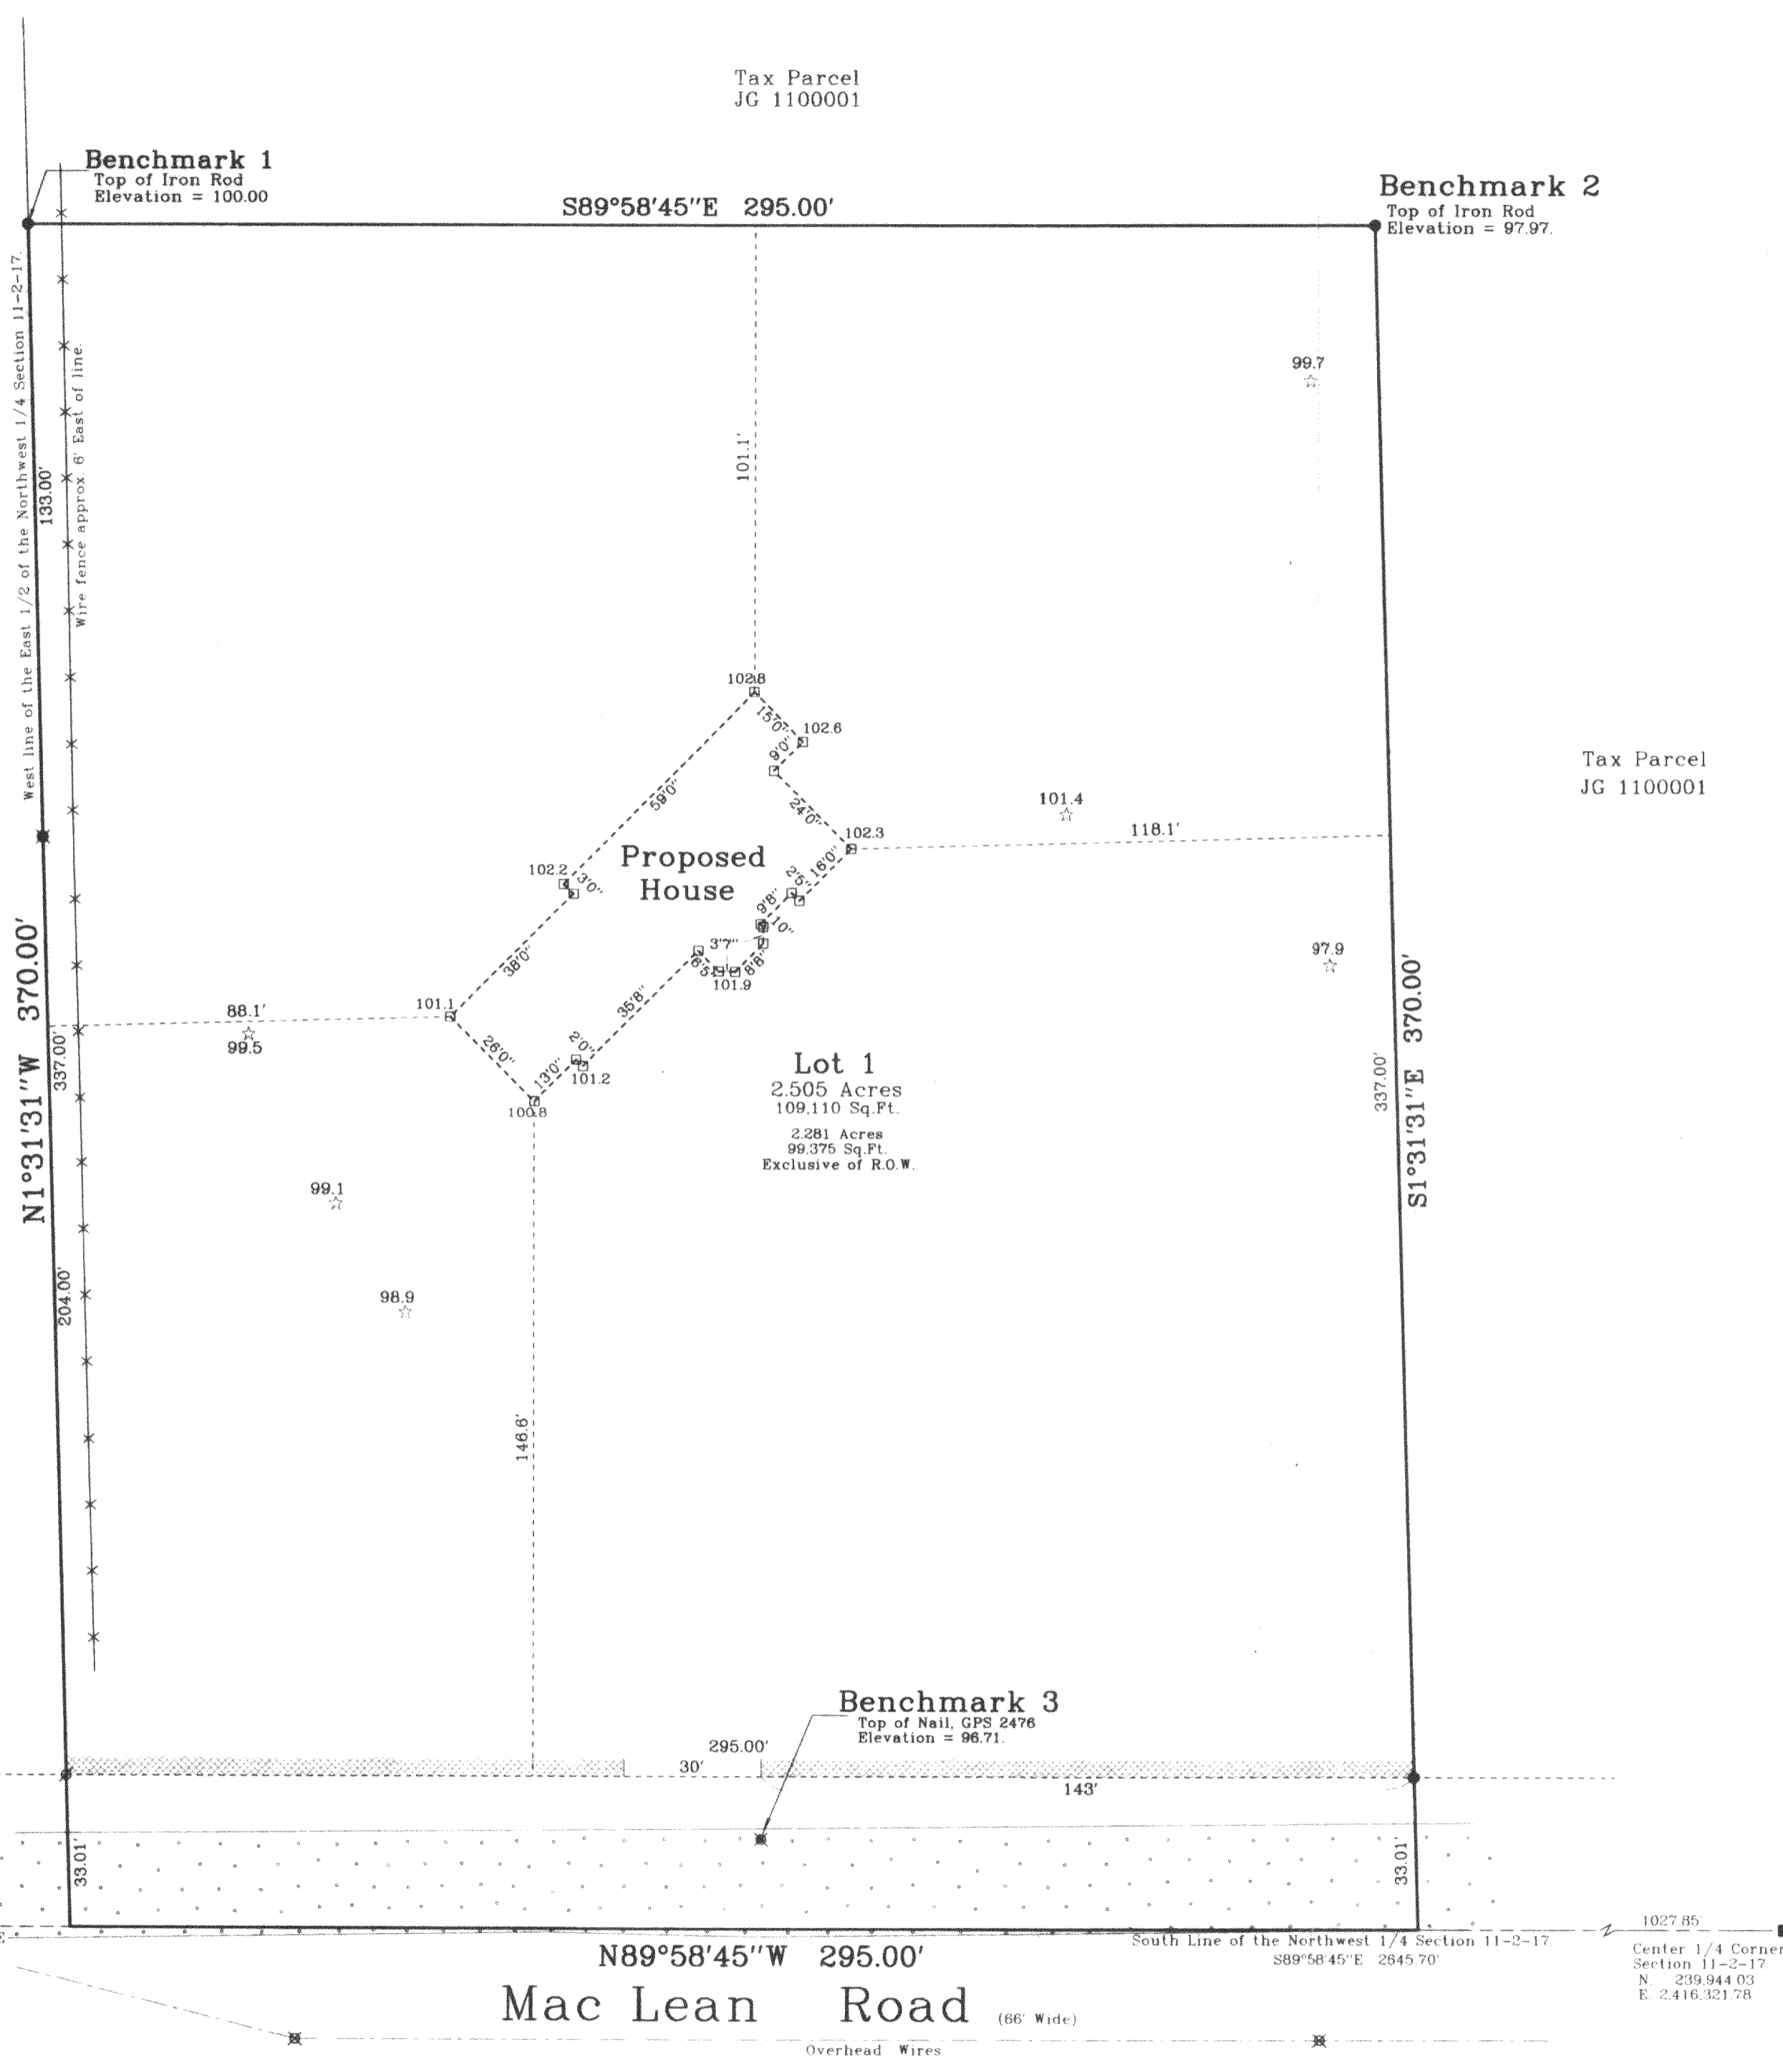 Tax Parcel
JG 1100001
Benchmark 1
Top of Iron Rod
Elevation = 100.00
Benchmark 2
Top of Iron Rod
Elevation = 97.97.
S89°58'45"E 295.00'
West line of the East 1/2 of the Northwest 1/4 Section 11-2-17.
Wire fence approx. 6' East of line.
133.00'
101.1'
99.7
102.8
15'0"
102.6
9'0"
59'0"
24'0"
102.3
101.4
118.1'
Tax Parcel
JG 1100001
Proposed
House
102.2
3'0"
16'0"
2'5"
9'8"
10"
3'7"
8'8"
6'5"
101.9
38'0"
35'8"
97.9
101.1
88.1'
99.5
26'0"
2'0"
13'0"
101.2
100.8
N1°31'31"W 370.00'
337.00'
Lot 1
2.505 Acres
109,110 Sq.Ft.
2.281 Acres
99,375 Sq.Ft.
Exclusive of R.O.W.
337.00'
S1°31'31"E 370.00'
99.1
98.9
204.00'
146.6'
Benchmark 3
Top of Nail, GPS 2476
Elevation = 96.71.
295.00'
30'
143'
33.01'
33.01'
N89°58'45"W 295.00'
South Line of the Northwest 1/4 Section 11-2-17.
S89°58'45"E 2645.70'
1027.85'
Center 1/4 Corner
Section 11-2-17
N. 239,944.03
E. 2,416,321.78
Mac Lean Road (66' Wide)
Overhead Wires